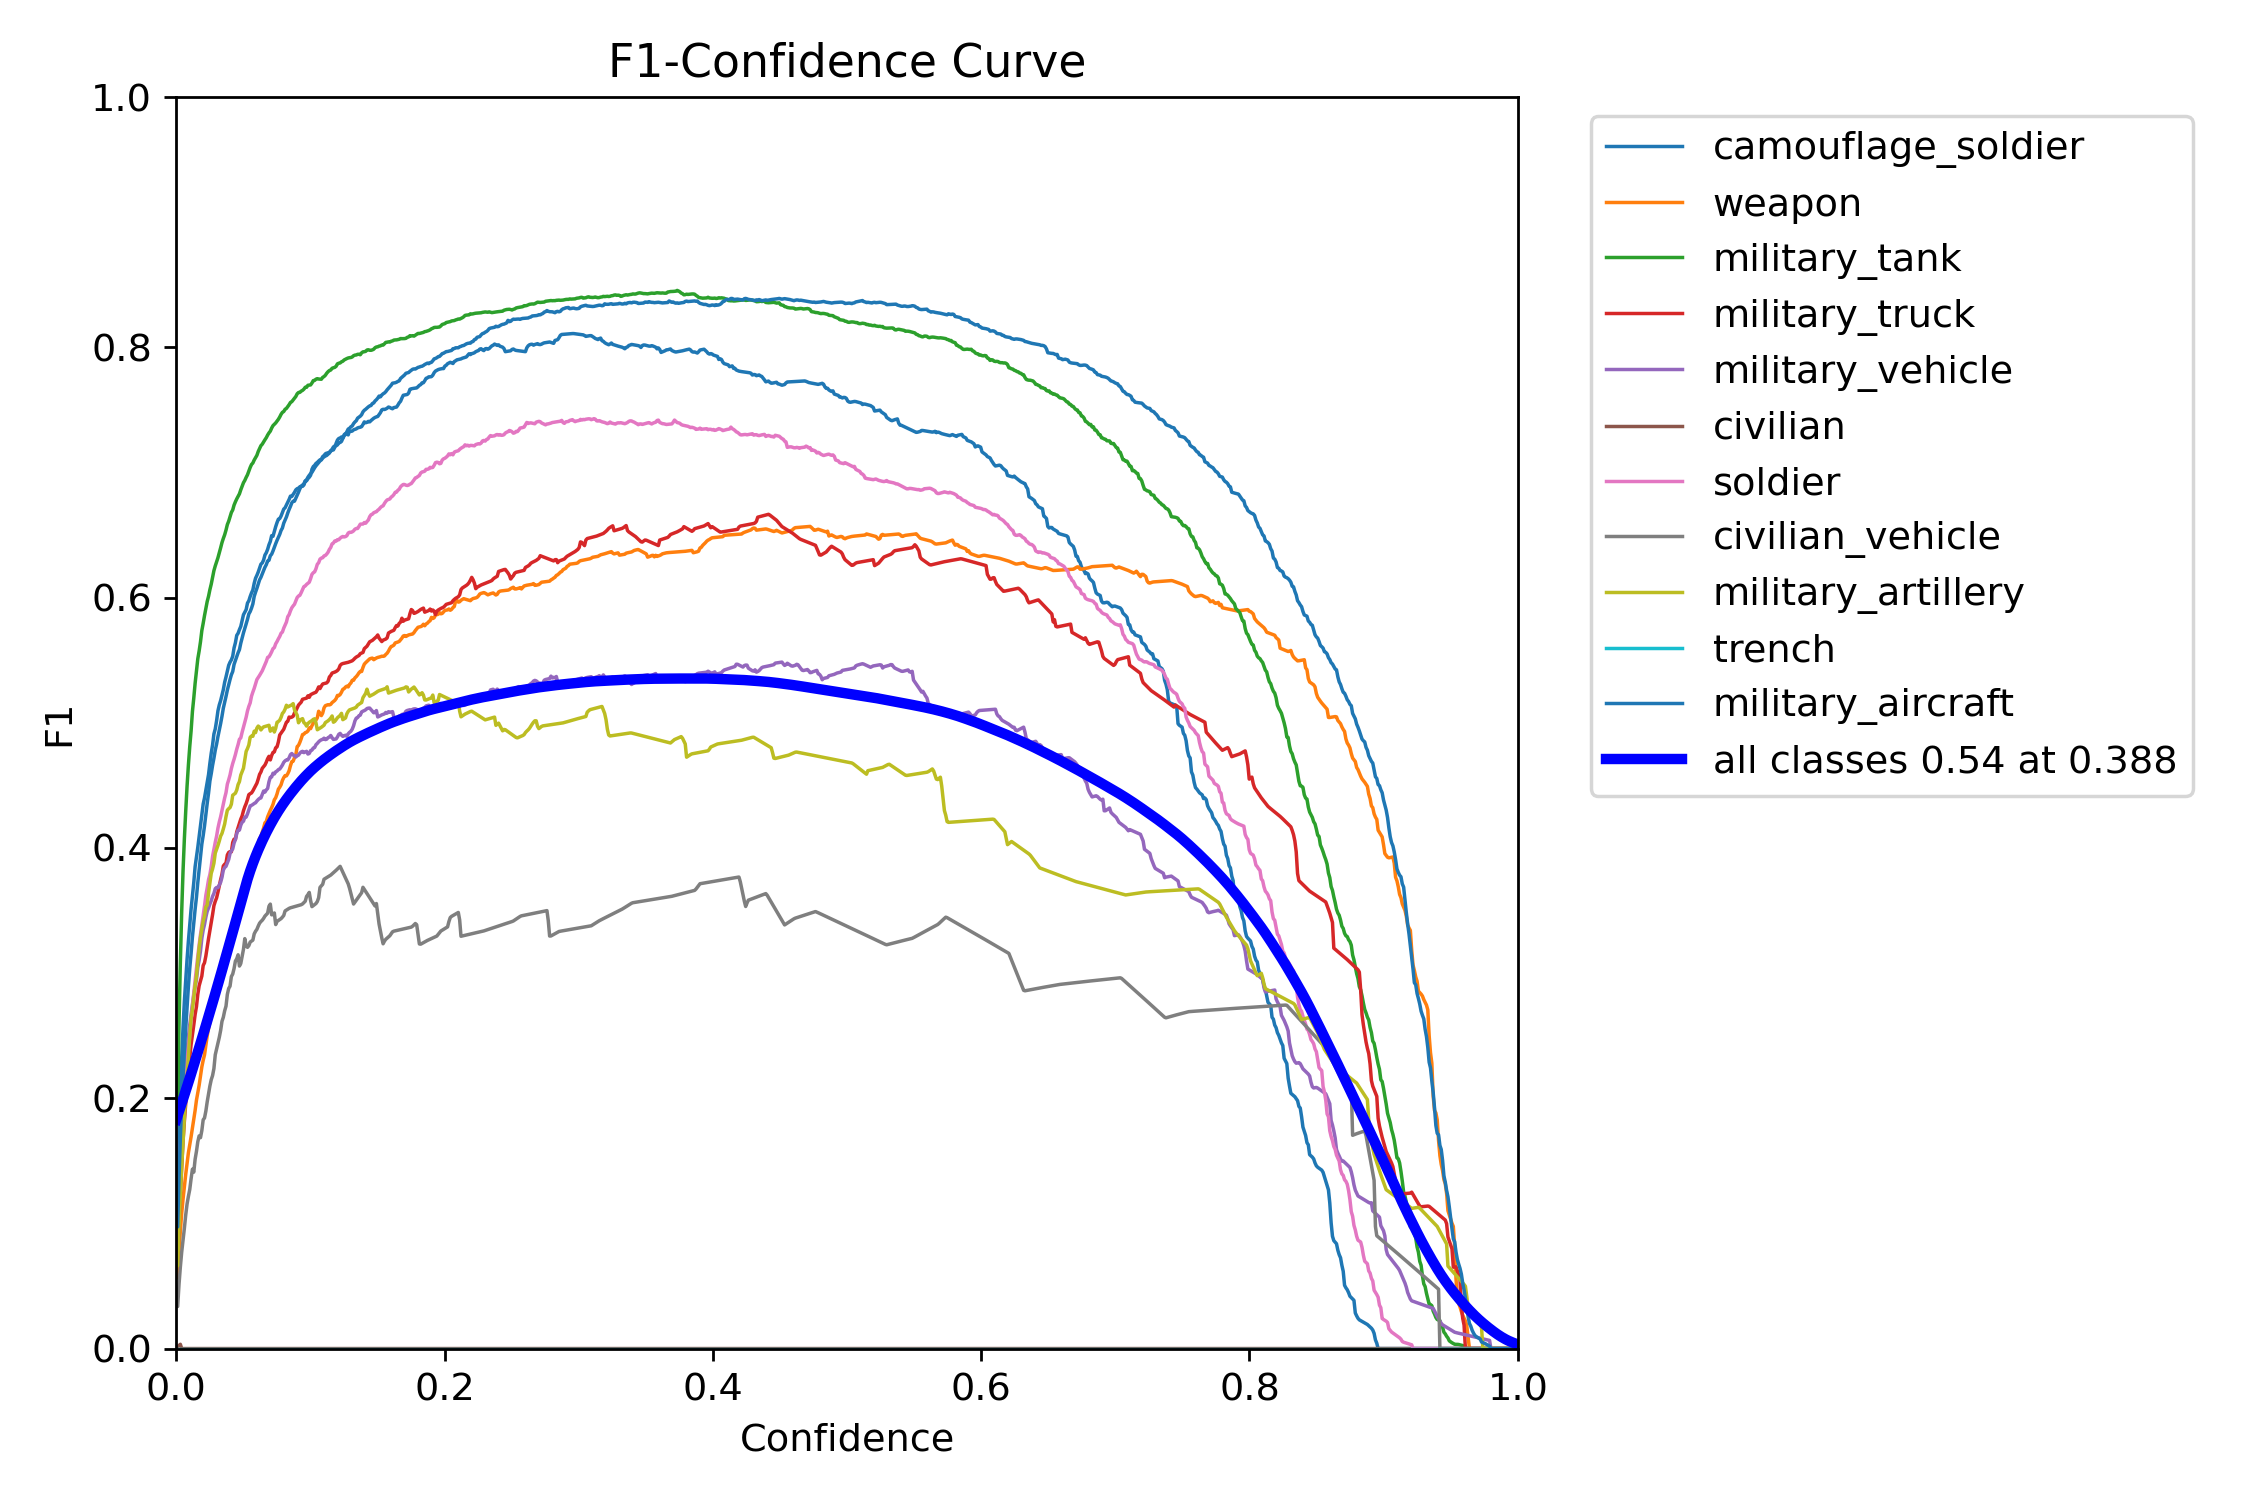 F1-Confidence Curve
1.0
0.8
0.6
0.4
0.2
0.0
F1
0.0 0.2 0.4 0.6 0.8 1.0
Confidence
camouflage_soldier
weapon
military_tank
military_truck
military_vehicle
civilian
soldier
civilian_vehicle
military_artillery
trench
military_aircraft
all classes 0.54 at 0.388